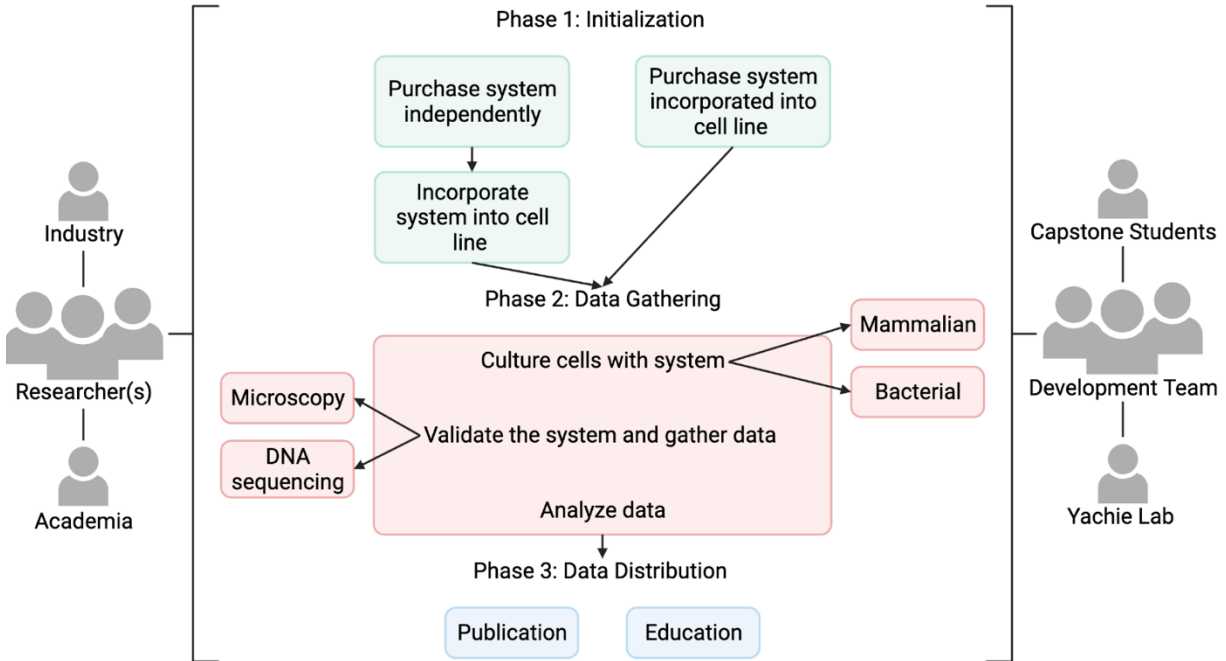 Phase 1: Initialization
Purchase system
independently
Purchase system
incorporated into
cell line
Incorporate
system into cell
line
Industry
Researcher(s)
Academia
Capstone Students
Development Team
Yachie Lab
Phase 2: Data Gathering
Culture cells with system
Mammalian
Bacterial
Microscopy
DNA
sequencing
Validate the system and gather data
Analyze data
Phase 3: Data Distribution
Publication
Education